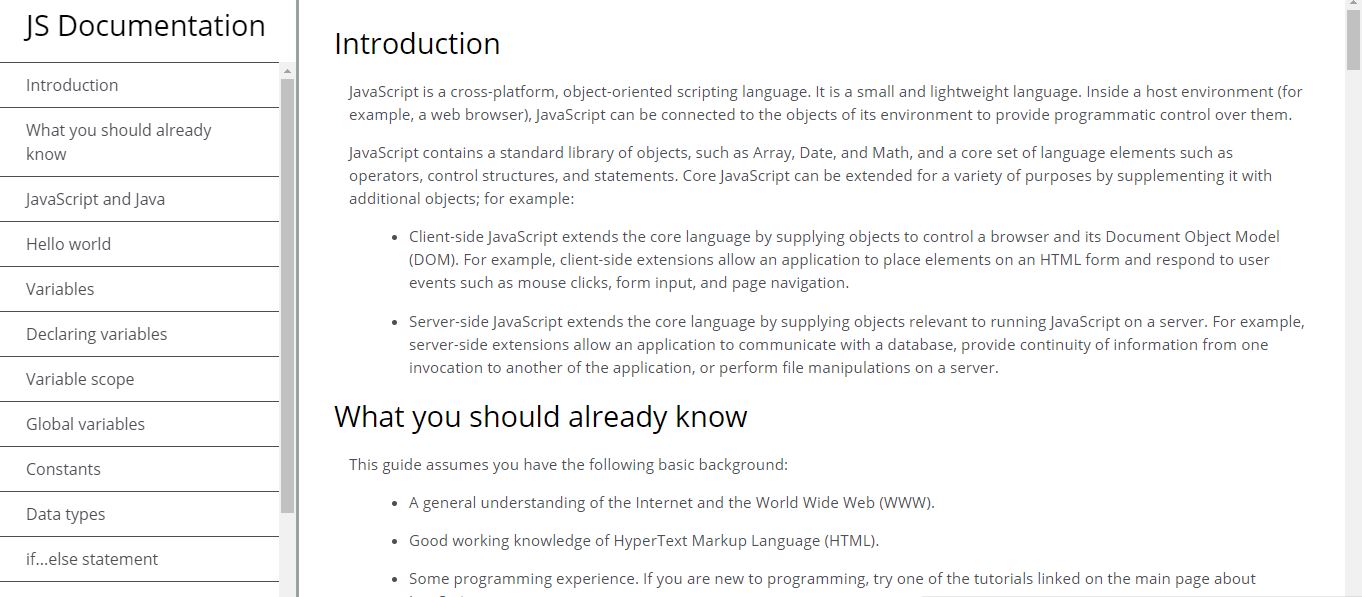 JS Documentation
Introduction
What you should already
know
JavaScript and Java
Hello world
Variables
Declaring variables
Variable scope
Global variables
Constants
Data types
if...else statement
Introduction
JavaScript is a cross-platform, object-oriented scripting language. It is a small and lightweight language. Inside a host environment (for
example, a web browser), JavaScript can be connected to the objects of its environment to provide programmatic control over them.
JavaScript contains a standard library of objects, such as Array, Date, and Math, and a core set of language elements such as
operators, control structures, and statements. Core JavaScript can be extended for a variety of purposes by supplementing it with
additional objects; for example:
• Client-side JavaScript extends the core language by supplying objects to control a browser and its Document Object Model
(DOM). For example, client-side extensions allow an application to place elements on an HTML form and respond to user
events such as mouse clicks, form input, and page navigation.
• Server-side JavaScript extends the core language by supplying objects relevant to running JavaScript on a server. For example,
server-side extensions allow an application to communicate with a database, provide continuity of information from one
invocation to another of the application, or perform file manipulations on a server.
What you should already know
This guide assumes you have the following basic background:
• A general understanding of the Internet and the World Wide Web (WWW).
• Good working knowledge of HyperText Markup Language (HTML).
• Some programming experience. If you are new to programming, try one of the tutorials linked on the main page about